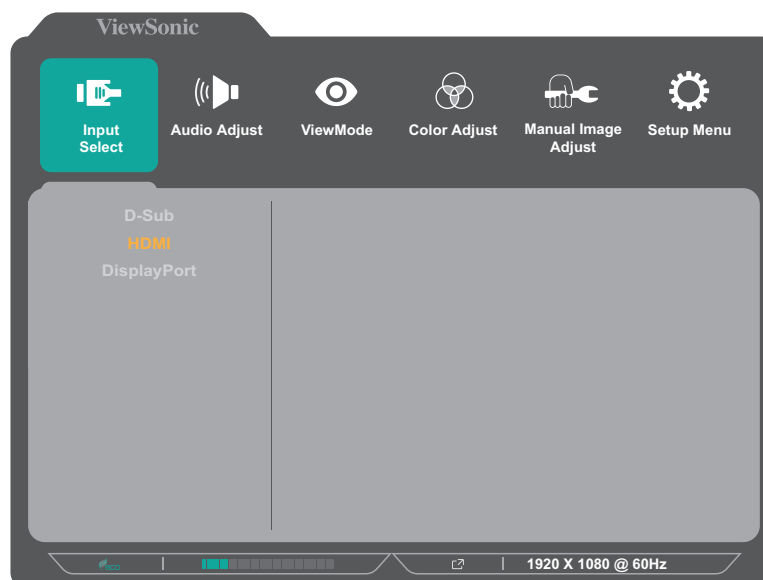 ViewSonic
Input
Select
Audio Adjust
ViewMode
Color Adjust
Manual Image
Adjust
Setup Menu
D-Sub
HDMI
DisplayPort
eco
1920 X 1080 @ 60Hz